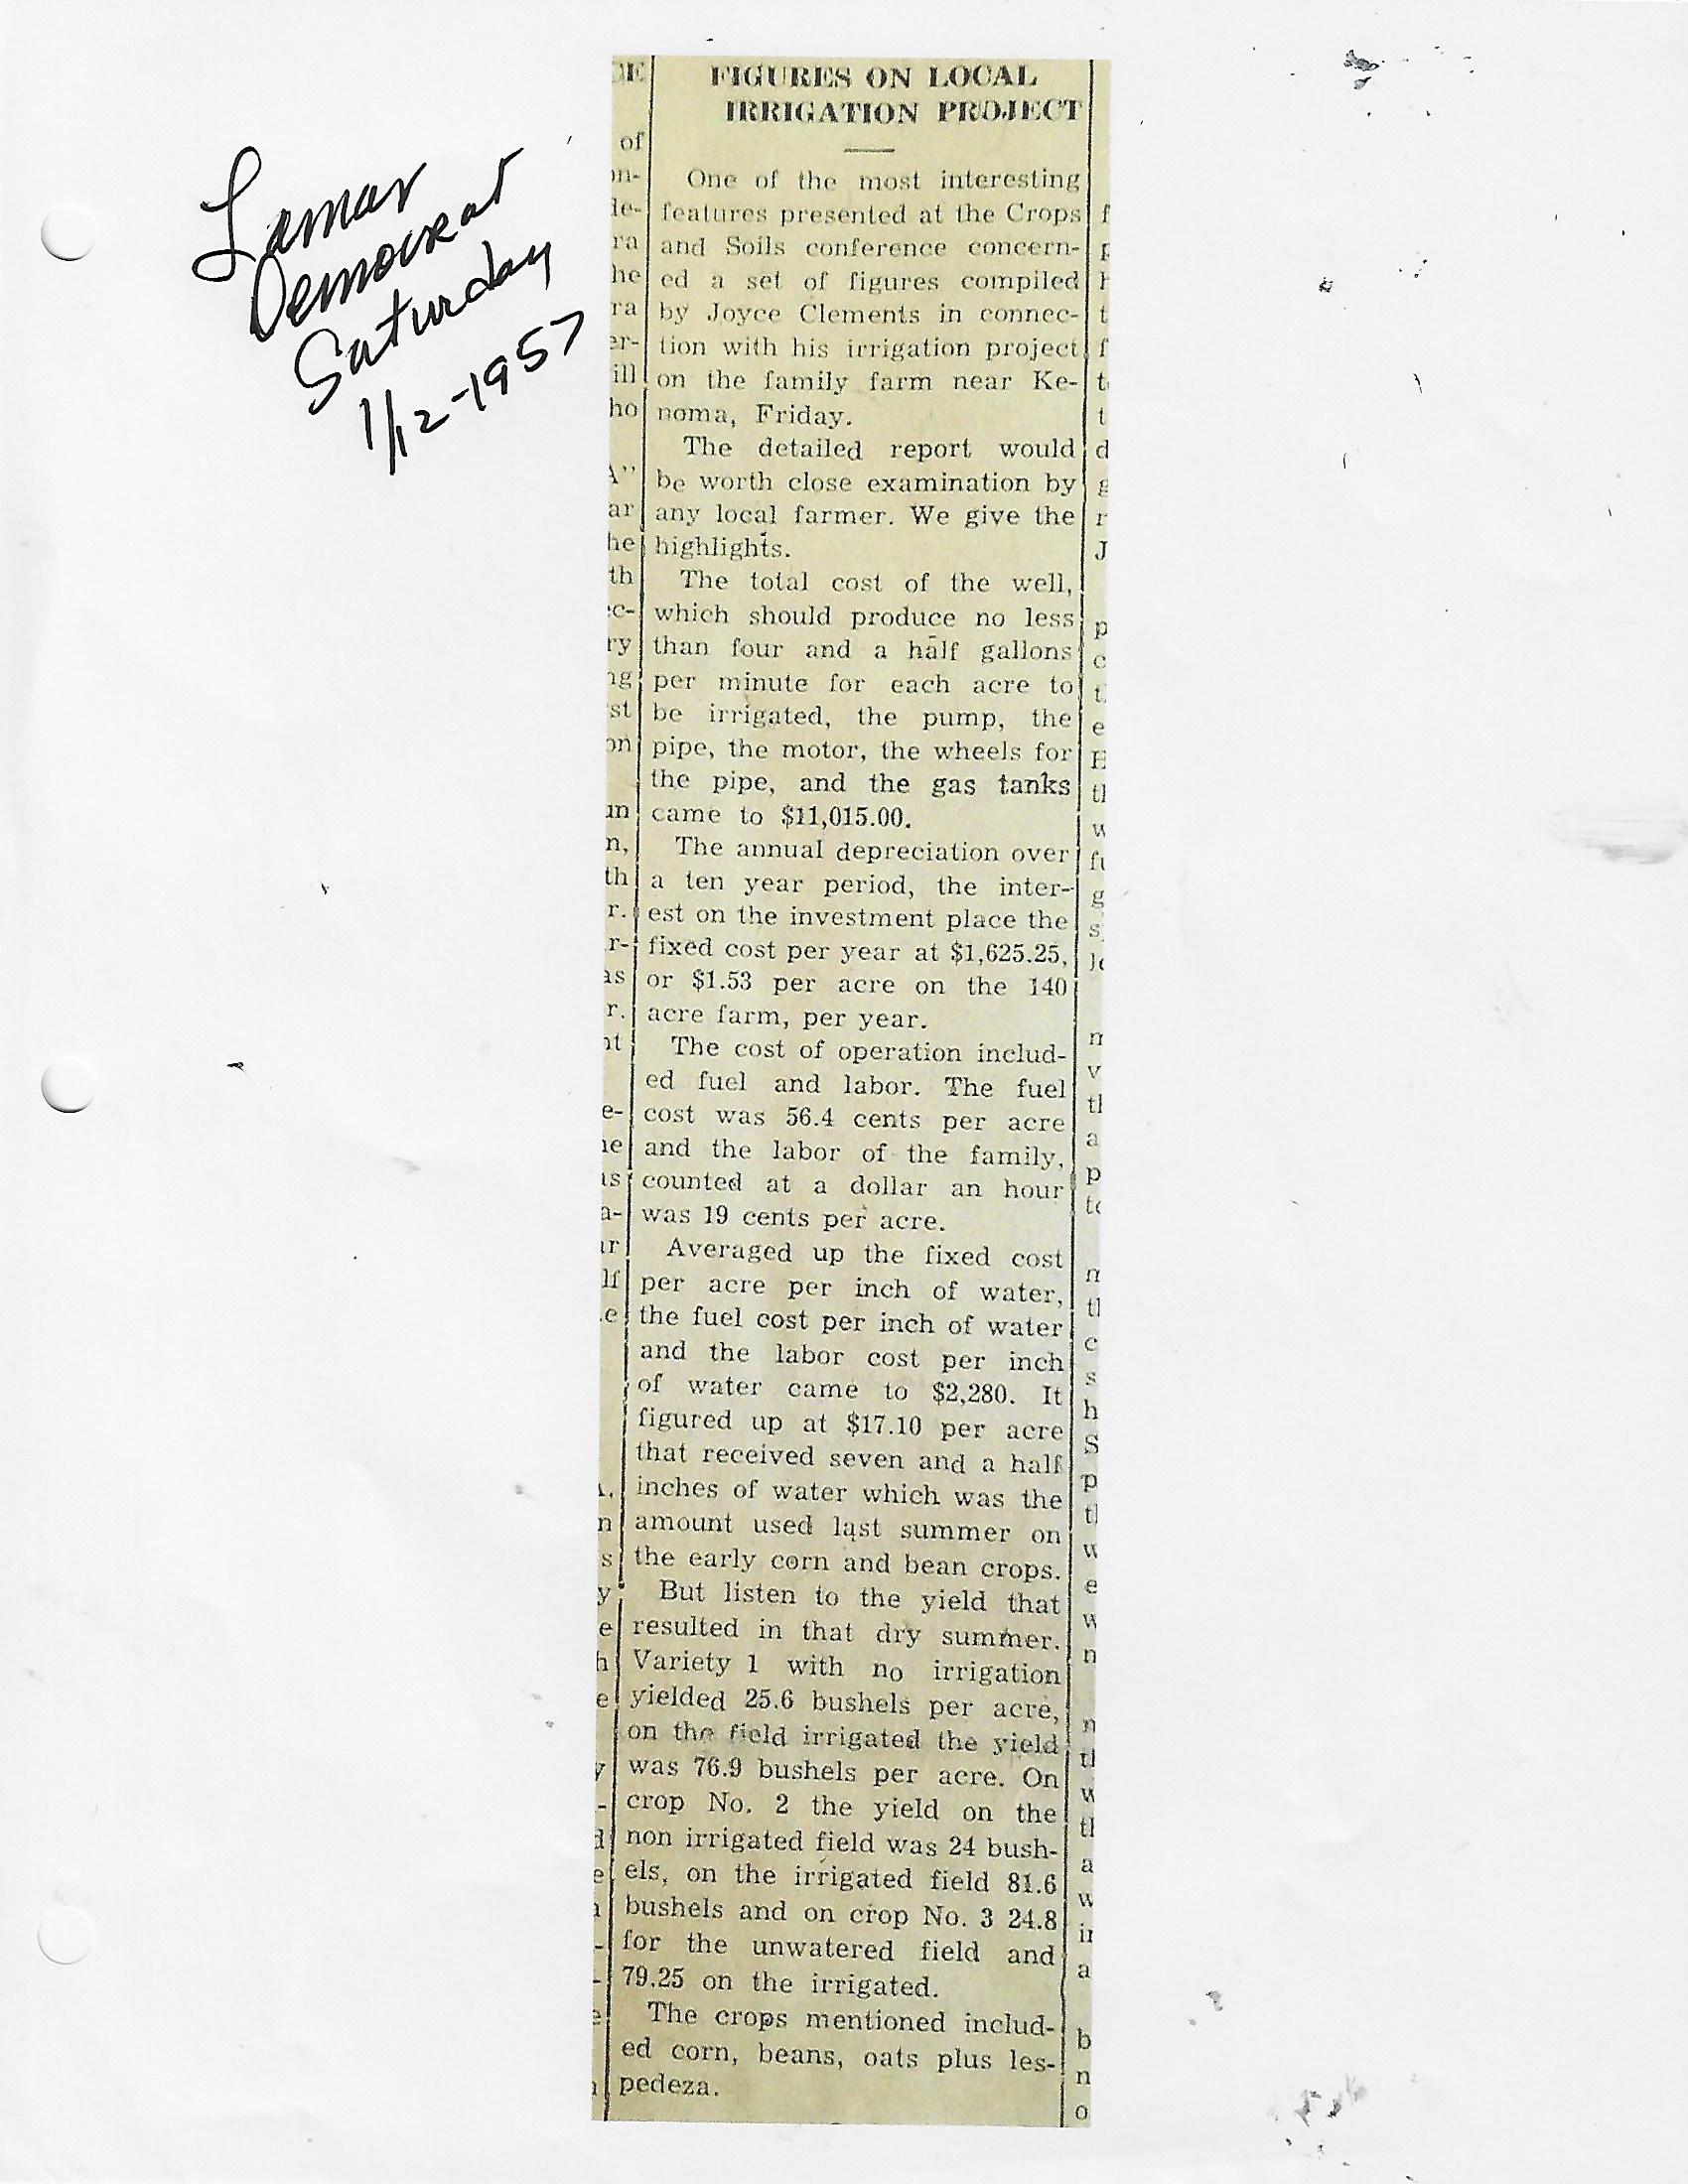 Lamar
Democrat
Saturday
1/12-1957
FIGURES ON LOCAL
IRRIGATION PROJECT
One of the most interesting
features presented at the Crops
and Soils conference concern-
ed a set of figures compiled
by Joyce Clements in connec-
tion with his irrigation project
on the family farm near Ke-
noma, Friday.
The detailed report would
be worth close examination by
any local farmer. We give the
highlights.
The total cost of the well,
which should produce no less
than four and a half gallons
per minute for each acre to
be irrigated, the pump, the
pipe, the motor, the wheels for
the pipe, and the gas tanks
came to $11,015.00.
The annual depreciation over
a ten year period, the inter-
est on the investment place the
fixed cost per year at $1,625.25,
or $1.53 per acre on the 140
acre farm, per year.
The cost of operation includ-
ed fuel and labor. The fuel
cost was 56.4 cents per acre
and the labor of the family,
counted at a dollar an hour
was 19 cents per acre.
Averaged up the fixed cost
per acre per inch of water,
the fuel cost per inch of water
and the labor cost per inch
of water came to $2,280. It
figured up at $17.10 per acre
that received seven and a half
inches of water which was the
amount used last summer on
the early corn and bean crops.
But listen to the yield that
resulted in that dry summer.
Variety 1 with no irrigation
yielded 25.6 bushels per acre,
on the field irrigated the yield
was 76.9 bushels per acre. On
crop No. 2 the yield on the
non irrigated field was 24 bush-
els, on the irrigated field 81.6
bushels and on crop No. 3 24.8
for the unwatered field and
79.25 on the irrigated.
The crops mentioned includ-
ed corn, beans, oats plus les-
pedeza.